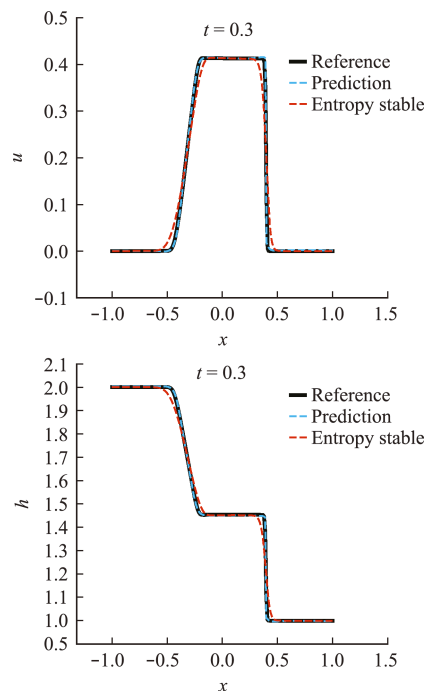 t = 0.3
0.5
0.4
0.3
0.2
0.1
0.0
−0.1
u
Reference
Prediction
Entropy stable
−1.0 −0.5 0.0 0.5 1.0 1.5
x
t = 0.3
2.1
2.0
1.9
1.8
1.7
1.6
1.5
1.4
1.3
1.2
1.1
1.0
0.5
h
Reference
Prediction
Entropy stable
−1.0 −0.5 0.0 0.5 1.0 1.5
x